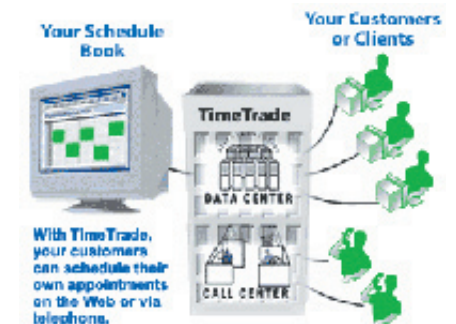 Your Schedule
Book
Your Customers
or Clients
TimeTrade
DATA CENTER
CALL CENTER
With TimeTrade,
your customers
can schedule their
own appointments
on the Web or via
telephone.